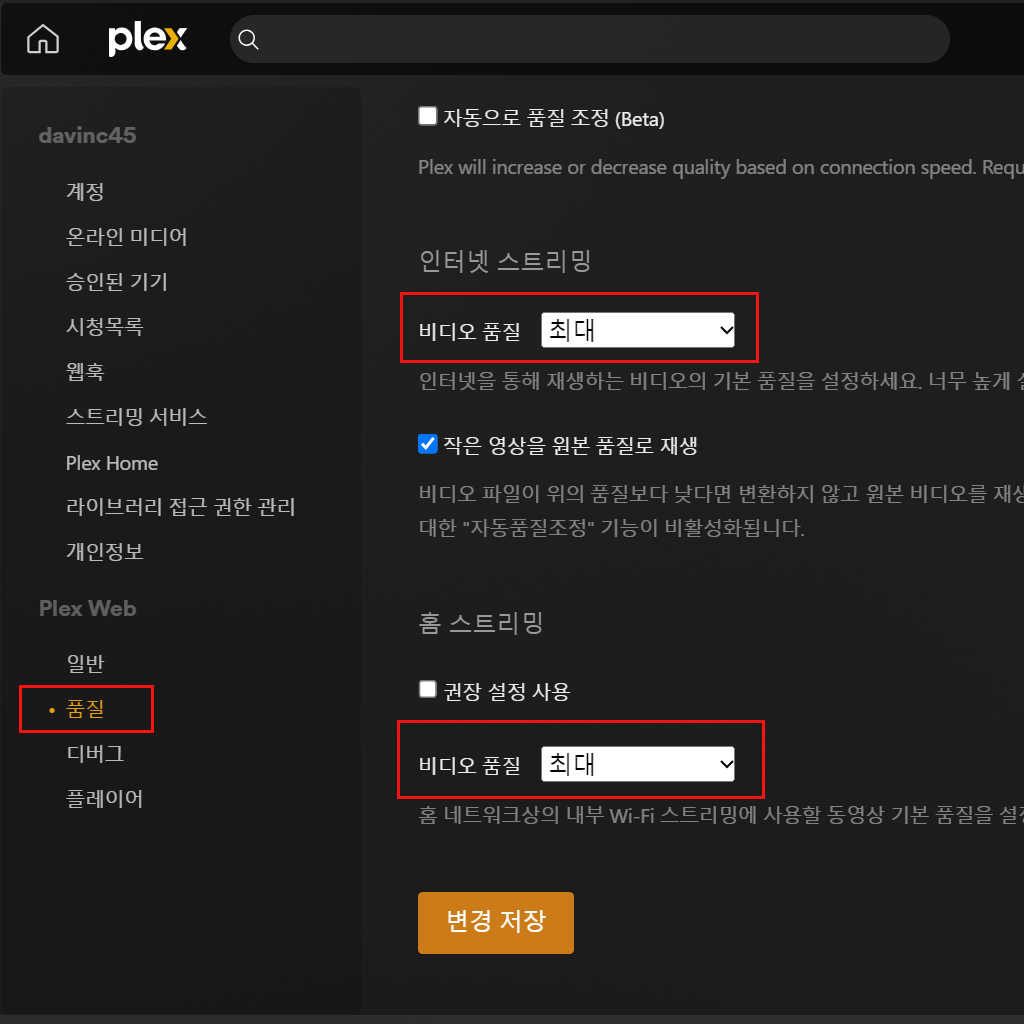 plex
davinc45
계정
온라인 미디어
승인된 기기
시청목록
웹훅
스트리밍 서비스
Plex Home
라이브러리 접근 권한 관리
개인정보
Plex Web
일반
• 품질
디버그
플레이어
자동으로 품질 조정 (Beta)
Plex will increase or decrease quality based on connection speed. Requ
인터넷 스트리밍
비디오 품질 최대
인터넷을 통해 재생하는 비디오의 기본 품질을 설정하세요. 너무 높게
작은 영상을 원본 품질로 재생
비디오 파일이 위의 품질보다 낮다면 변환하지 않고 원본 비디오를 재생
대한 "자동품질조정" 기능이 비활성화됩니다.
홈 스트리밍
권장 설정 사용
비디오 품질 최대
홈 네트워크상의 내부 Wi-Fi 스트리밍에 사용할 동영상 기본 품질을 설정
변경 저장